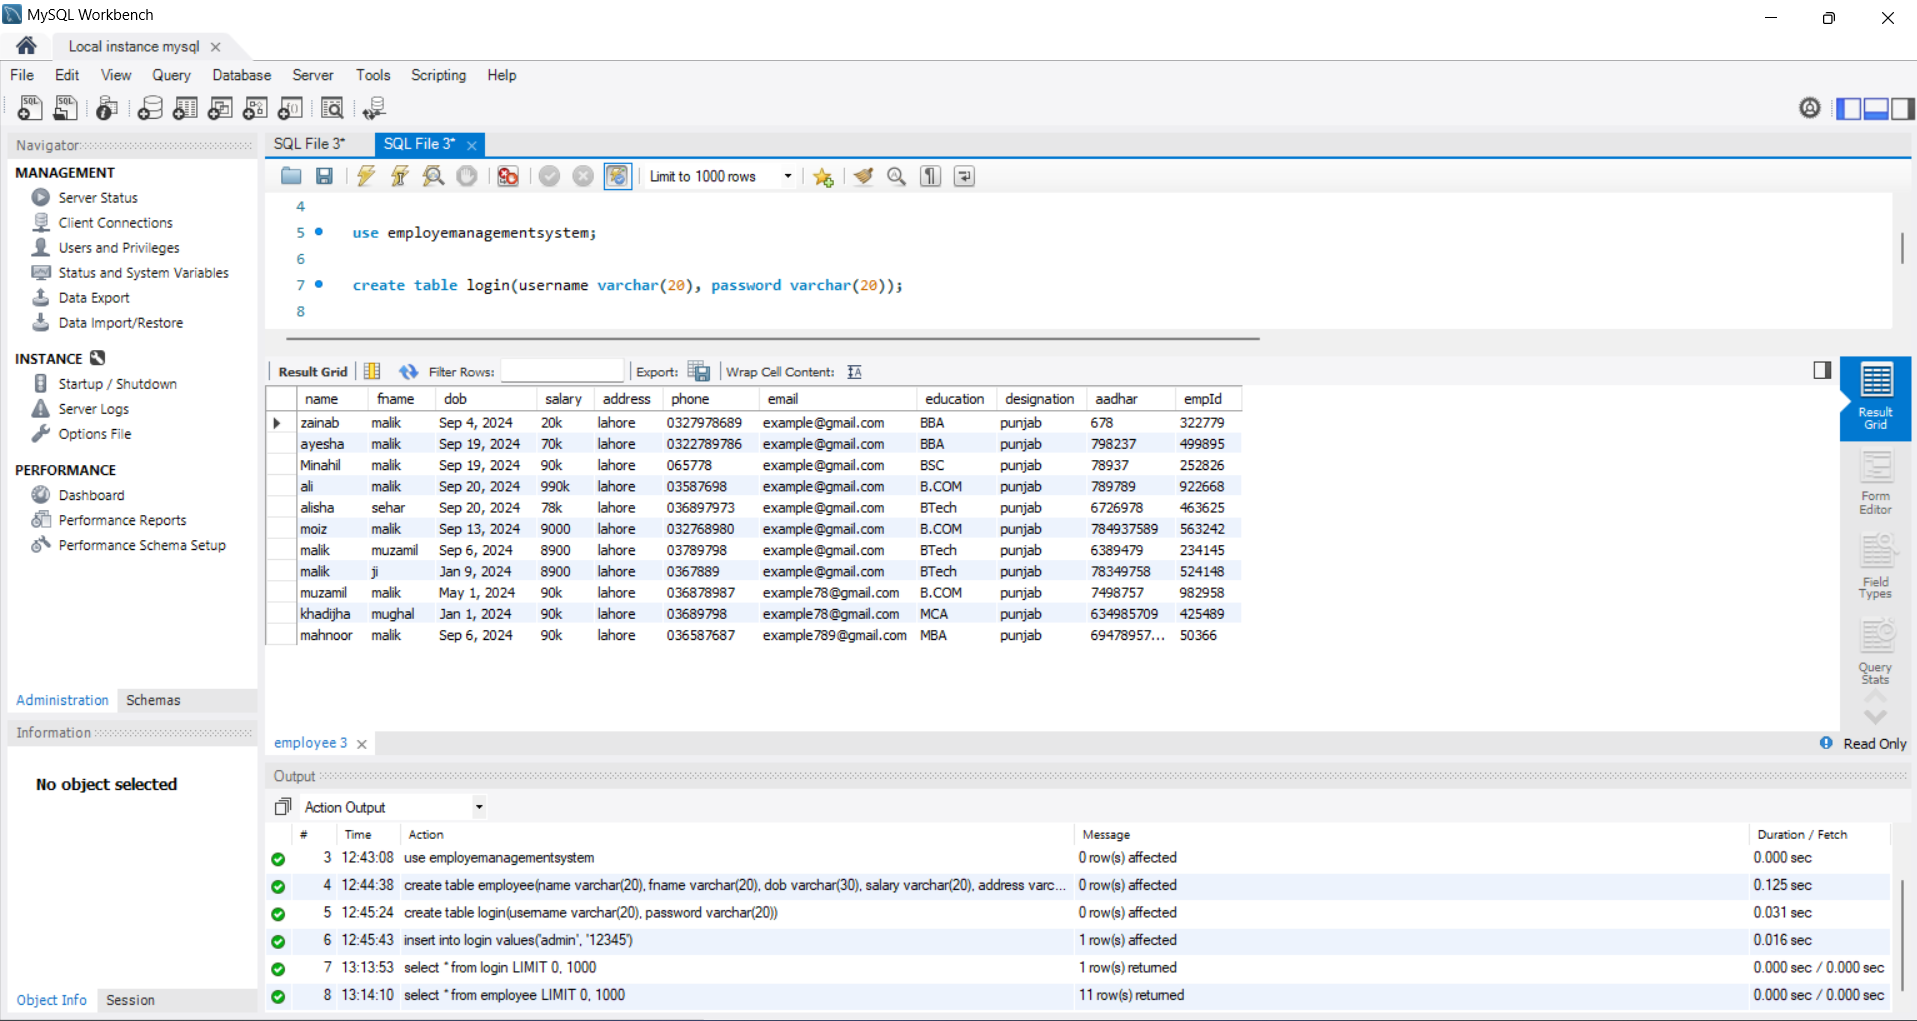 MySQL Workbench
Local instance mysql
File Edit View Query Database Server Tools Scripting Help
Navigator
MANAGEMENT
Server Status
Client Connections
Users and Privileges
Status and System Variables
Data Export
Data Import/Restore
INSTANCE
Startup / Shutdown
Server Logs
Options File
PERFORMANCE
Dashboard
Performance Reports
Performance Schema Setup
Administration Schemas
Information
No object selected
Object Info Session
SQL File 3* SQL File 3*
Limit to 1000 rows
4
5 use employemanagementsystem;
6
7 create table login(username varchar(20), password varchar(20));
8
Result Grid Filter Rows: Export: Wrap Cell Content:
name fname dob salary address phone email education designation aadhar empId
zainab malik Sep 4, 2024 20k lahore 0327978689 example@gmail.com BBA punjab 678 322779
ayesha malik Sep 19, 2024 70k lahore 0322789786 example@gmail.com BBA punjab 798237 499895
Minahil malik Sep 19, 2024 90k lahore 065778 example@gmail.com BSC punjab 78937 252826
ali malik Sep 20, 2024 990k lahore 03587698 example@gmail.com B.COM punjab 789789 922668
alisha sehar Sep 20, 2024 78k lahore 036897973 example@gmail.com BTech punjab 6726978 463625
moiz malik Sep 13, 2024 9000 lahore 032768980 example@gmail.com B.COM punjab 784937589 563242
malik muzamil Sep 6, 2024 8900 lahore 03789798 example@gmail.com BTech punjab 6389479 234145
malik ji Jan 9, 2024 8900 lahore 0367889 example@gmail.com BTech punjab 78349758 524148
muzamil malik May 1, 2024 90k lahore 036878987 example78@gmail.com B.COM punjab 7498757 982958
khadijha mughal Jan 1, 2024 90k lahore 03689798 example78@gmail.com MCA punjab 634985709 425489
mahnoor malik Sep 6, 2024 90k lahore 036587687 example789@gmail.com MBA punjab 69478957... 50366
Result
Grid
Form
Editor
Field
Types
Query
Stats
employee 3
Read Only
Output
Action Output
# Time Action Message Duration / Fetch
3 12:43:08 use employemanagementsystem 0 row(s) affected 0.000 sec
4 12:44:38 create table employee(name varchar(20), fname varchar(20), dob varchar(30), salary varchar(20), address varc... 0 row(s) affected 0.125 sec
5 12:45:24 create table login(username varchar(20), password varchar(20)) 0 row(s) affected 0.031 sec
6 12:45:43 insert into login values('admin', '12345') 1 row(s) affected 0.016 sec
7 13:13:53 select * from login LIMIT 0, 1000 1 row(s) returned 0.000 sec / 0.000 sec
8 13:14:10 select * from employee LIMIT 0, 1000 11 row(s) returned 0.000 sec / 0.000 sec